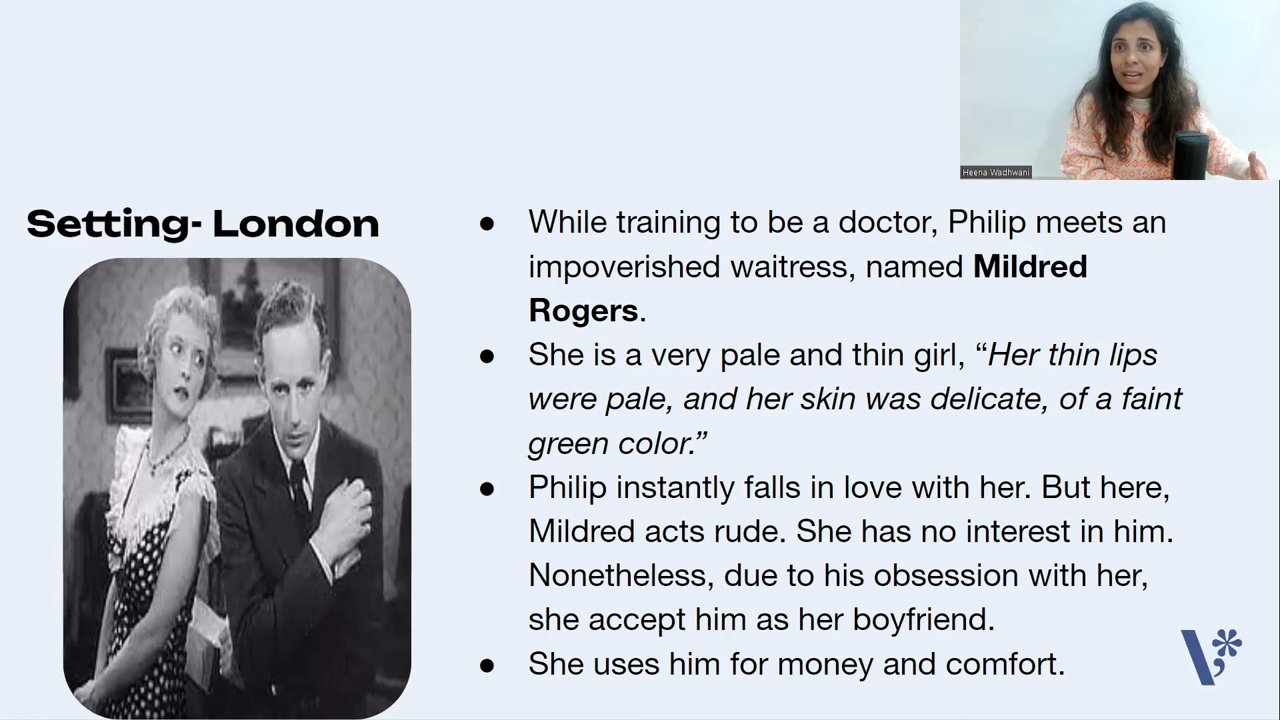 Heena Wadhwani
Setting- London
● While training to be a doctor, Philip meets an
impoverished waitress, named Mildred
Rogers.
● She is a very pale and thin girl, “Her thin lips
were pale, and her skin was delicate, of a faint
green color.”
● Philip instantly falls in love with her. But here,
Mildred acts rude. She has no interest in him.
Nonetheless, due to his obsession with her,
she accept him as her boyfriend.
● She uses him for money and comfort.